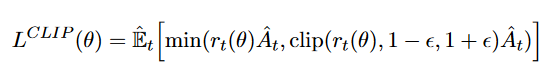 L^{CLIP}(θ) = Ê_t[min(r_t(θ)Â_t, clip(r_t(θ), 1 − ϵ, 1 + ϵ)Â_t)]